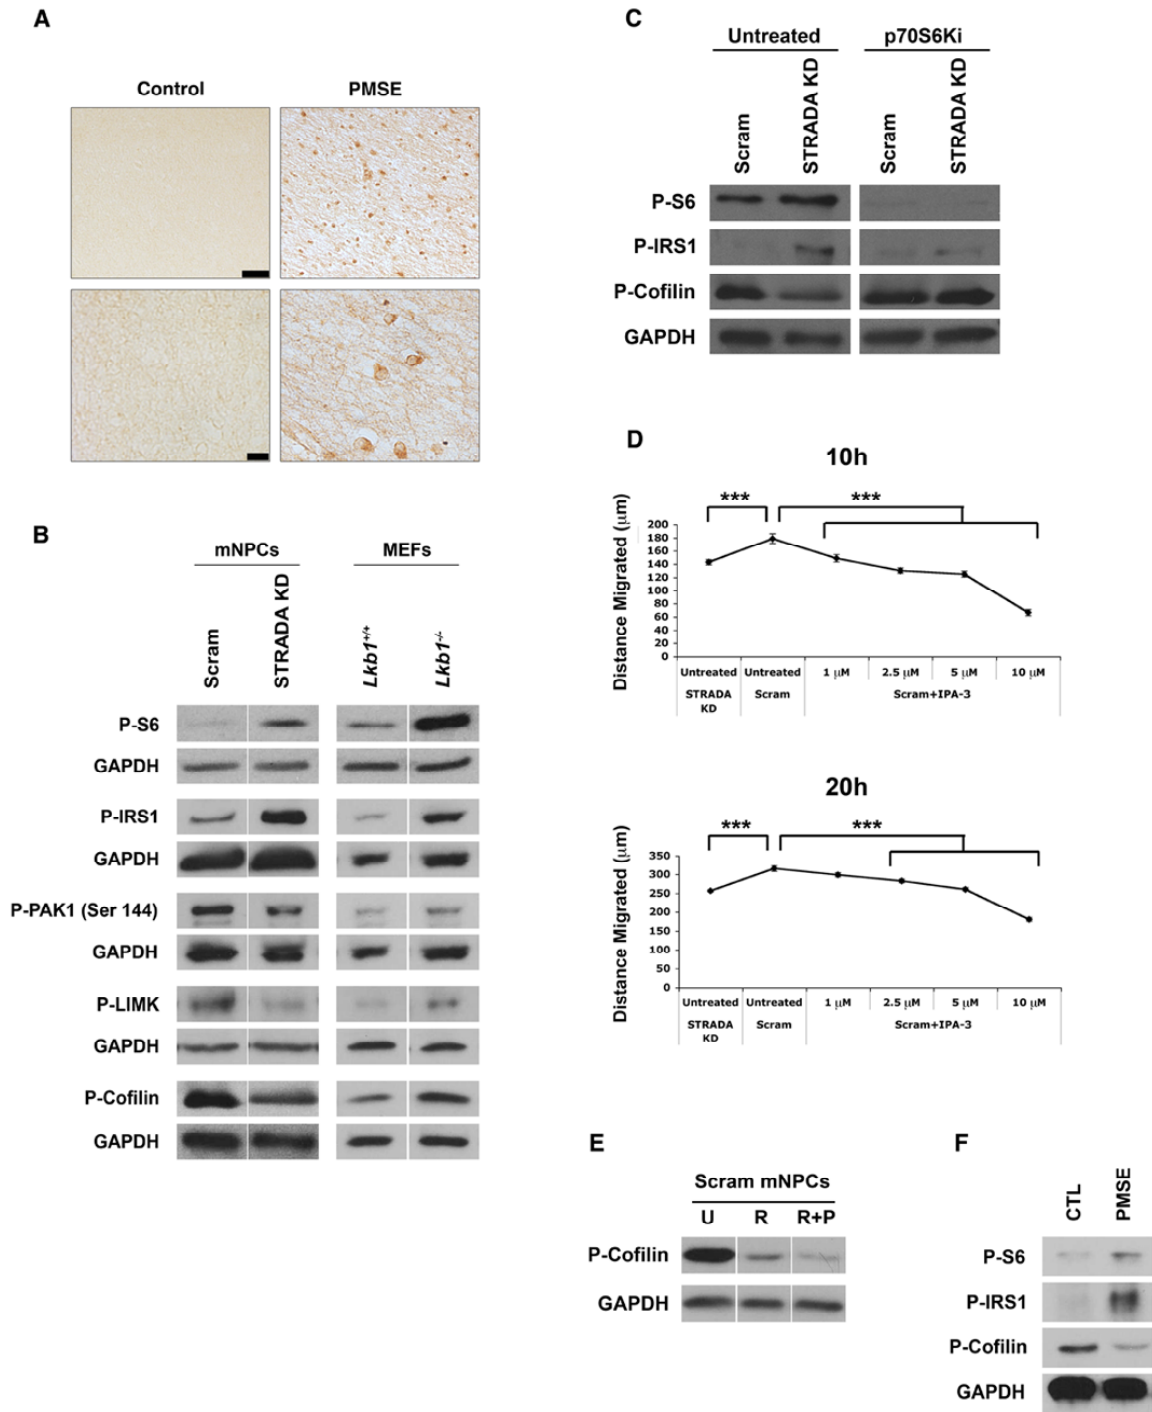 A
Control PMSE
B
mNPCs MEFs
Scram STRADA KD Lkb1+/+ Lkb1-/-
P-S6
GAPDH
P-IRS1
GAPDH
P-PAK1 (Ser 144)
GAPDH
P-LIMK
GAPDH
P-Cofilin
GAPDH
C
Untreated p70S6Ki
Scram STRADA KD Scram STRADA KD
P-S6
P-IRS1
P-Cofilin
GAPDH
D
10h
*** ***
Distance Migrated (μm)
200
180
160
140
120
100
80
60
40
20
0
Untreated Untreated 1 μM 2.5 μM 5 μM 10 μM
STRADA Scram Scram+IPA-3
KD
20h
*** ***
Distance Migrated (μm)
350
300
250
200
150
100
50
0
Untreated Untreated 1 μM 2.5 μM 5 μM 10 μM
STRADA Scram Scram+IPA-3
KD
E
Scram mNPCs
U R R+P
P-Cofilin
GAPDH
F
CTL PMSE
P-S6
P-IRS1
P-Cofilin
GAPDH